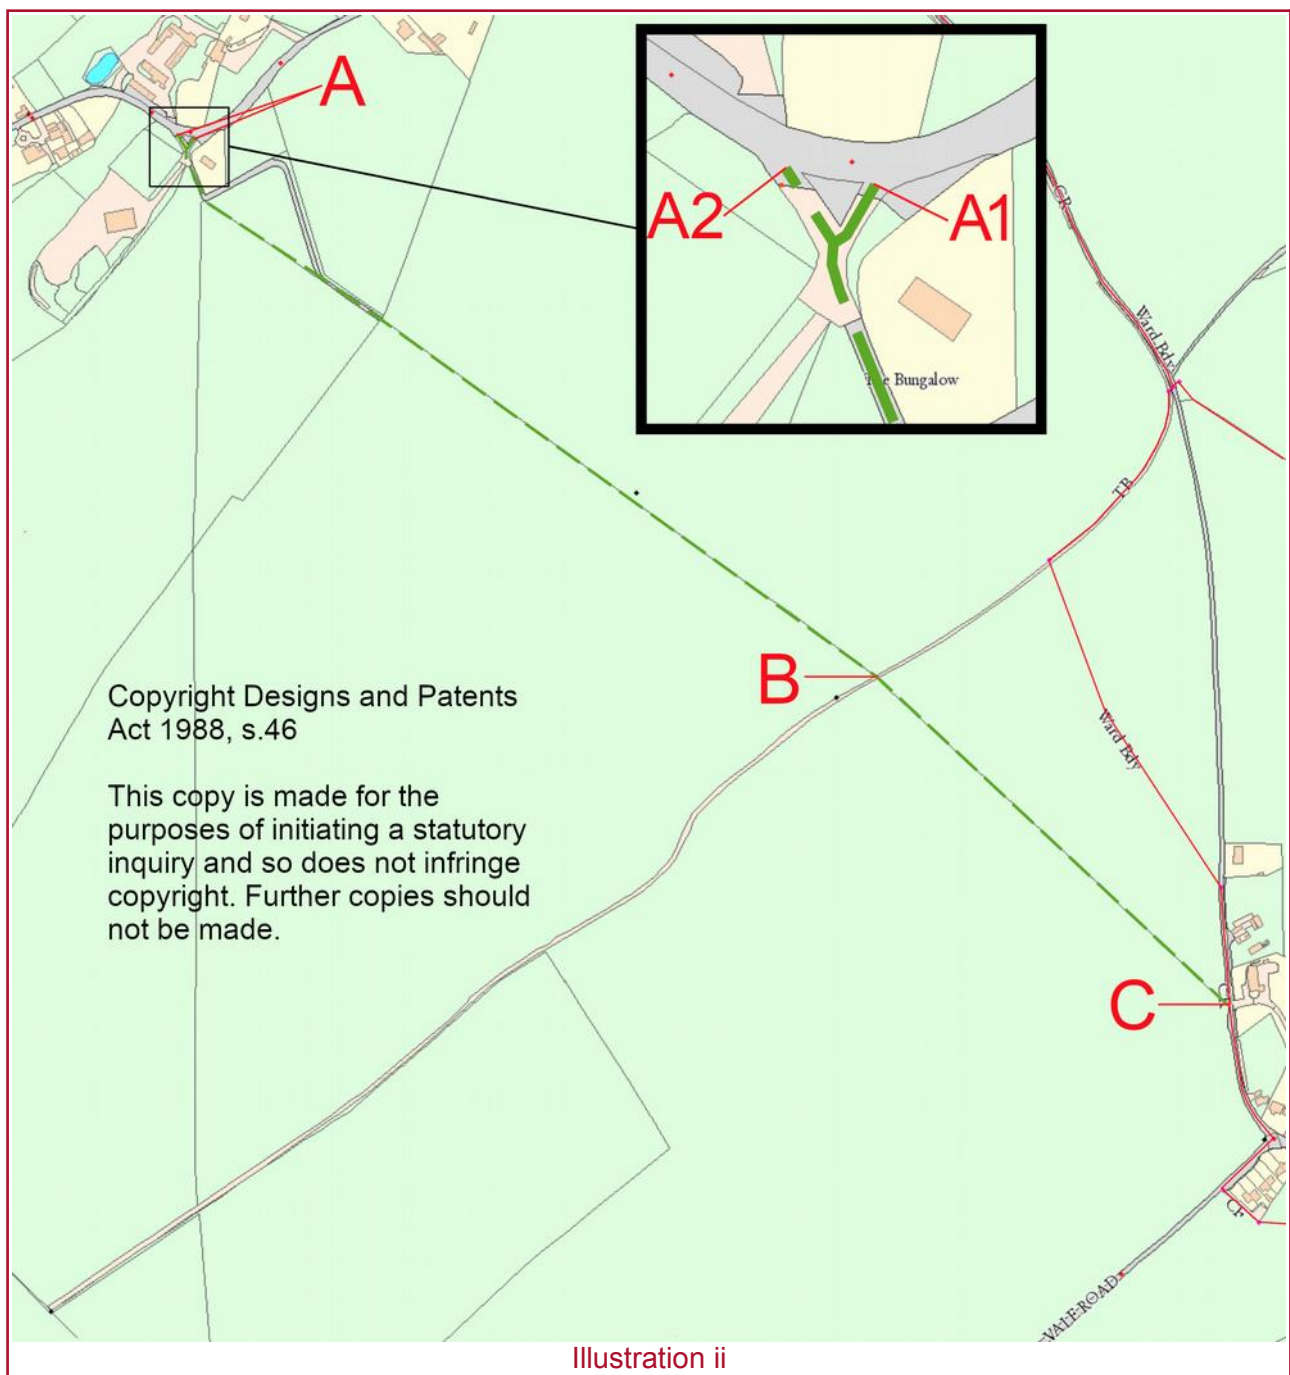 A
A2
A1
The Bungalow
CR
Ward Bdy
TB
B
Copyright Designs and Patents
Act 1988, s.46
This copy is made for the
purposes of initiating a statutory
inquiry and so does not infringe
copyright. Further copies should
not be made.
Ward Bdy
C
CF
VALE ROAD
Illustration ii